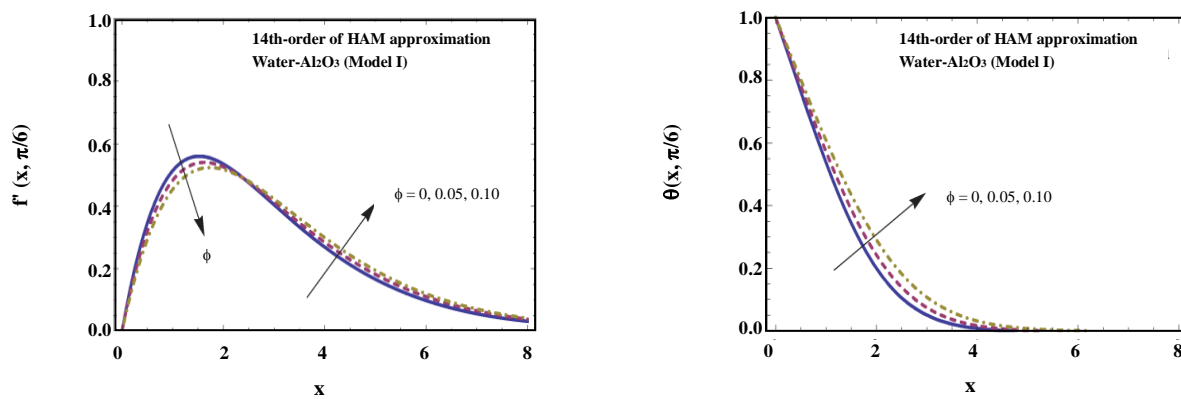 1.0
0.8
0.6
0.4
0.2
0.0
0
2
4
6
8
14th-order of HAM approximation
Water-Al₂O₃ (Model I)
ϕ = 0, 0.05, 0.10
ϕ
f' (x, π/6)
x
1.0
0.8
0.6
0.4
0.2
0.0
0
2
4
6
8
14th-order of HAM approximation
Water-Al₂O₃ (Model I)
ϕ = 0, 0.05, 0.10
θ(x, π/6)
x